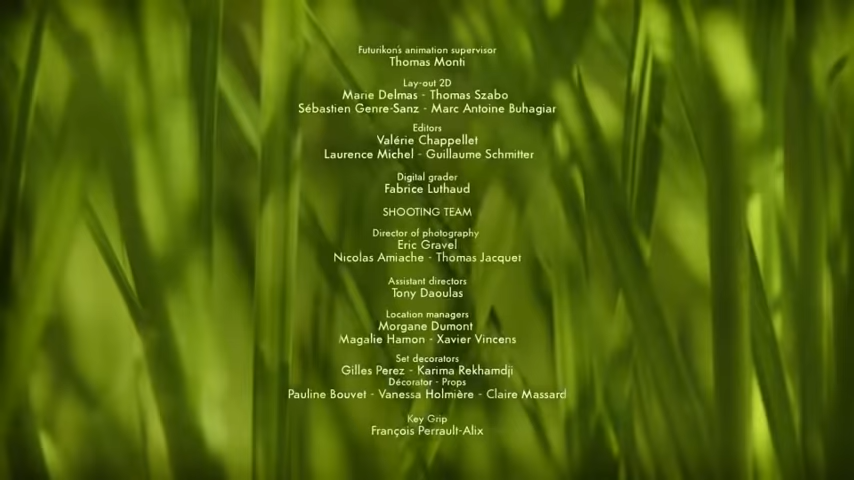 Futurikon's animation supervisor
Thomas Monti
Lay-out 2D
Marie Delmas - Thomas Szabo
Sébastien Genre-Sanz - Marc Antoine Buhagiar
Editors
Valérie Chappellet
Laurence Michel - Guillaume Schmitter
Digital grader
Fabrice Luthaud
SHOOTING TEAM
Director of photography
Eric Gravel
Nicolas Amiache - Thomas Jacquet
Assistant directors
Tony Daoulas
Location managers
Morgane Dumont
Magalie Hamon - Xavier Vincens
Set decorators
Gilles Perez - Karima Rekhamdji
Décorator - Props
Pauline Bouvet - Vanessa Holmière - Claire Massard
Key Grip
François Perrault-Alix